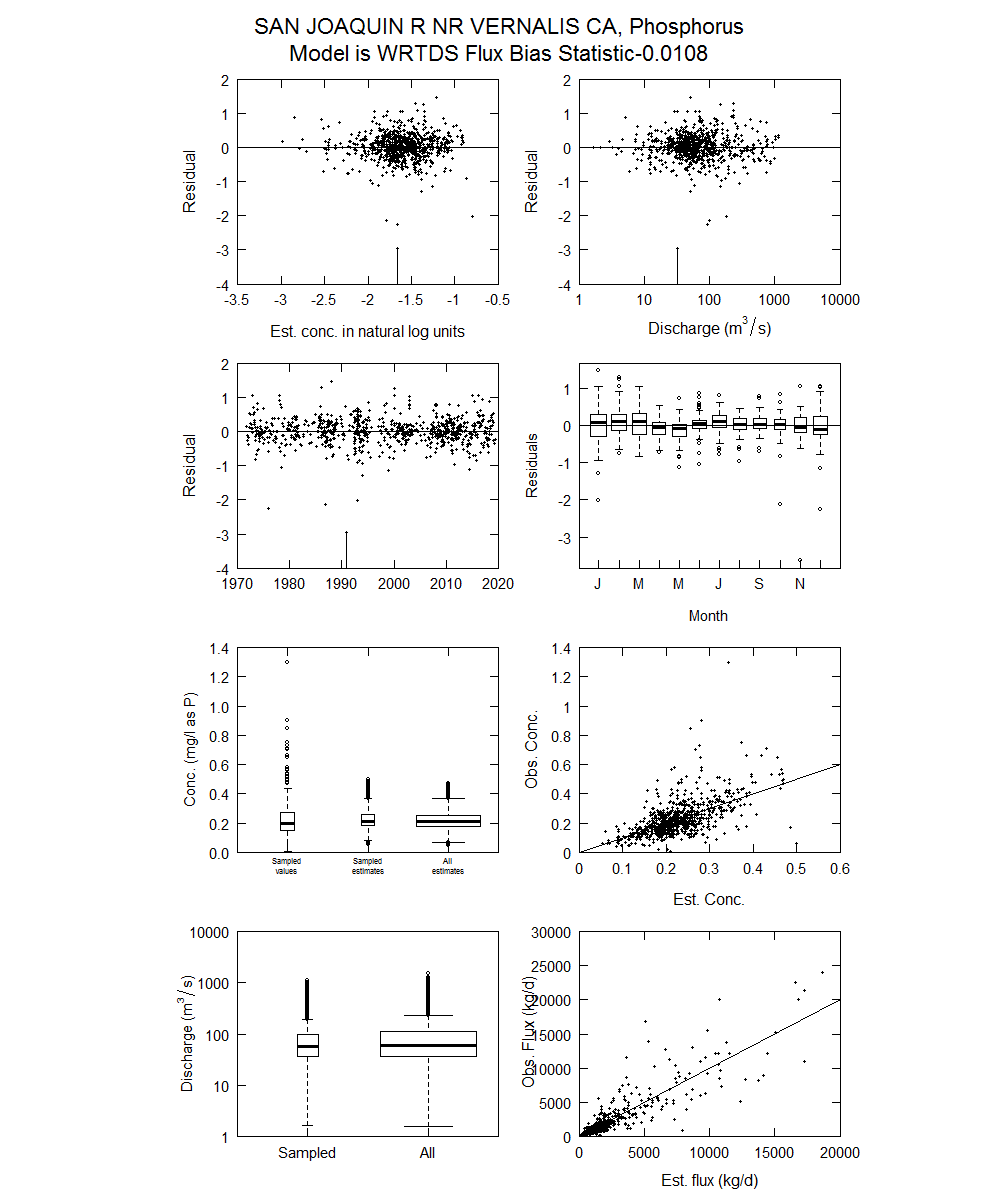 SAN JOAQUIN R NR VERNALIS CA, Phosphorus
Model is WRTDS Flux Bias Statistic-0.0108
2
1
0
-1
-2
-3
-4
Residual
-3.5 -3 -2.5 -2 -1.5 -1 -0.5
Est. conc. in natural log units
2
1
0
-1
-2
-3
-4
Residual
1 10 100 1000 10000
Discharge (m³/s)
2
1
0
-1
-2
-3
-4
Residual
1970 1980 1990 2000 2010 2020
1
0
-1
-2
-3
Residuals
J M M J S N
Month
1.4
1.2
1.0
0.8
0.6
0.4
0.2
0.0
Conc. (mg/l as P)
Sampled values
Sampled estimates
All estimates
1.4
1.2
1
0.8
0.6
0.4
0.2
0
Obs. Conc.
0 0.1 0.2 0.3 0.4 0.5 0.6
Est. Conc.
10000
1000
100
10
1
Discharge (m³/s)
Sampled All
30000
25000
20000
15000
10000
5000
0
Obs. Flux (kg/d)
0 5000 10000 15000 20000
Est. flux (kg/d)